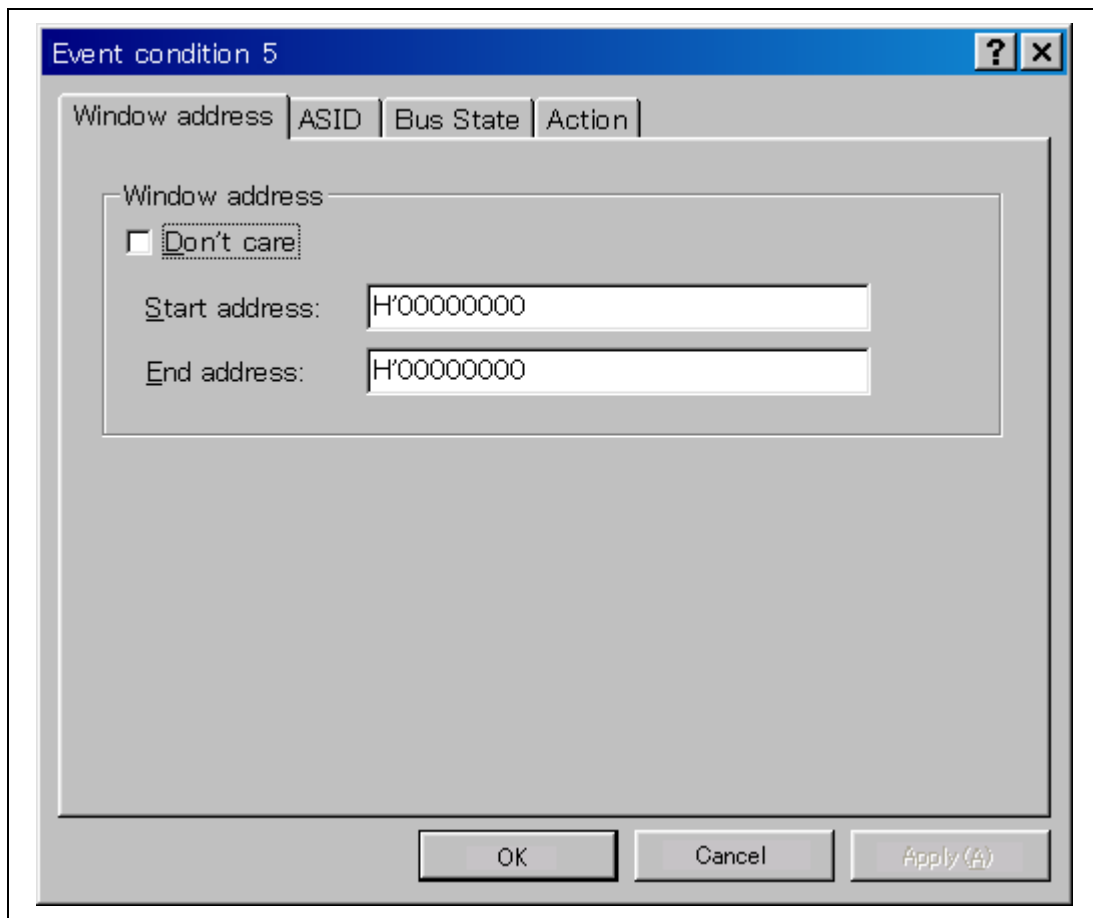 Event condition 5
Window address ASID Bus State Action
Window address
Don't care
Start address: H'00000000
End address: H'00000000
OK Cancel Apply (A)